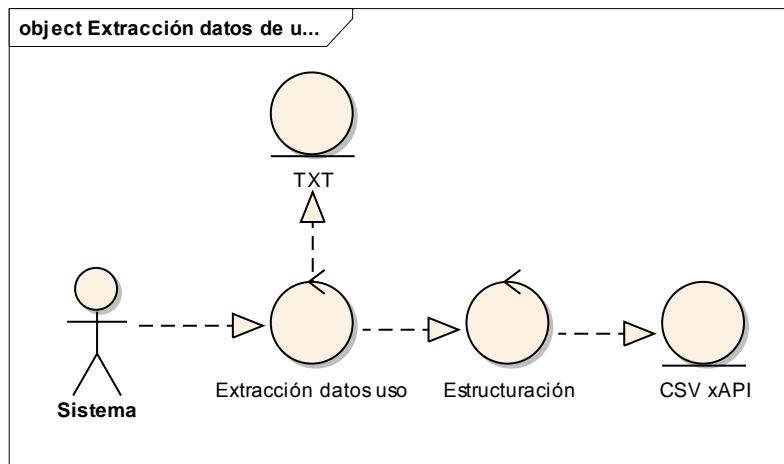 object Extracción datos de u...
TXT
Extracción datos uso
Estructuración
CSV xAPI
Sistema